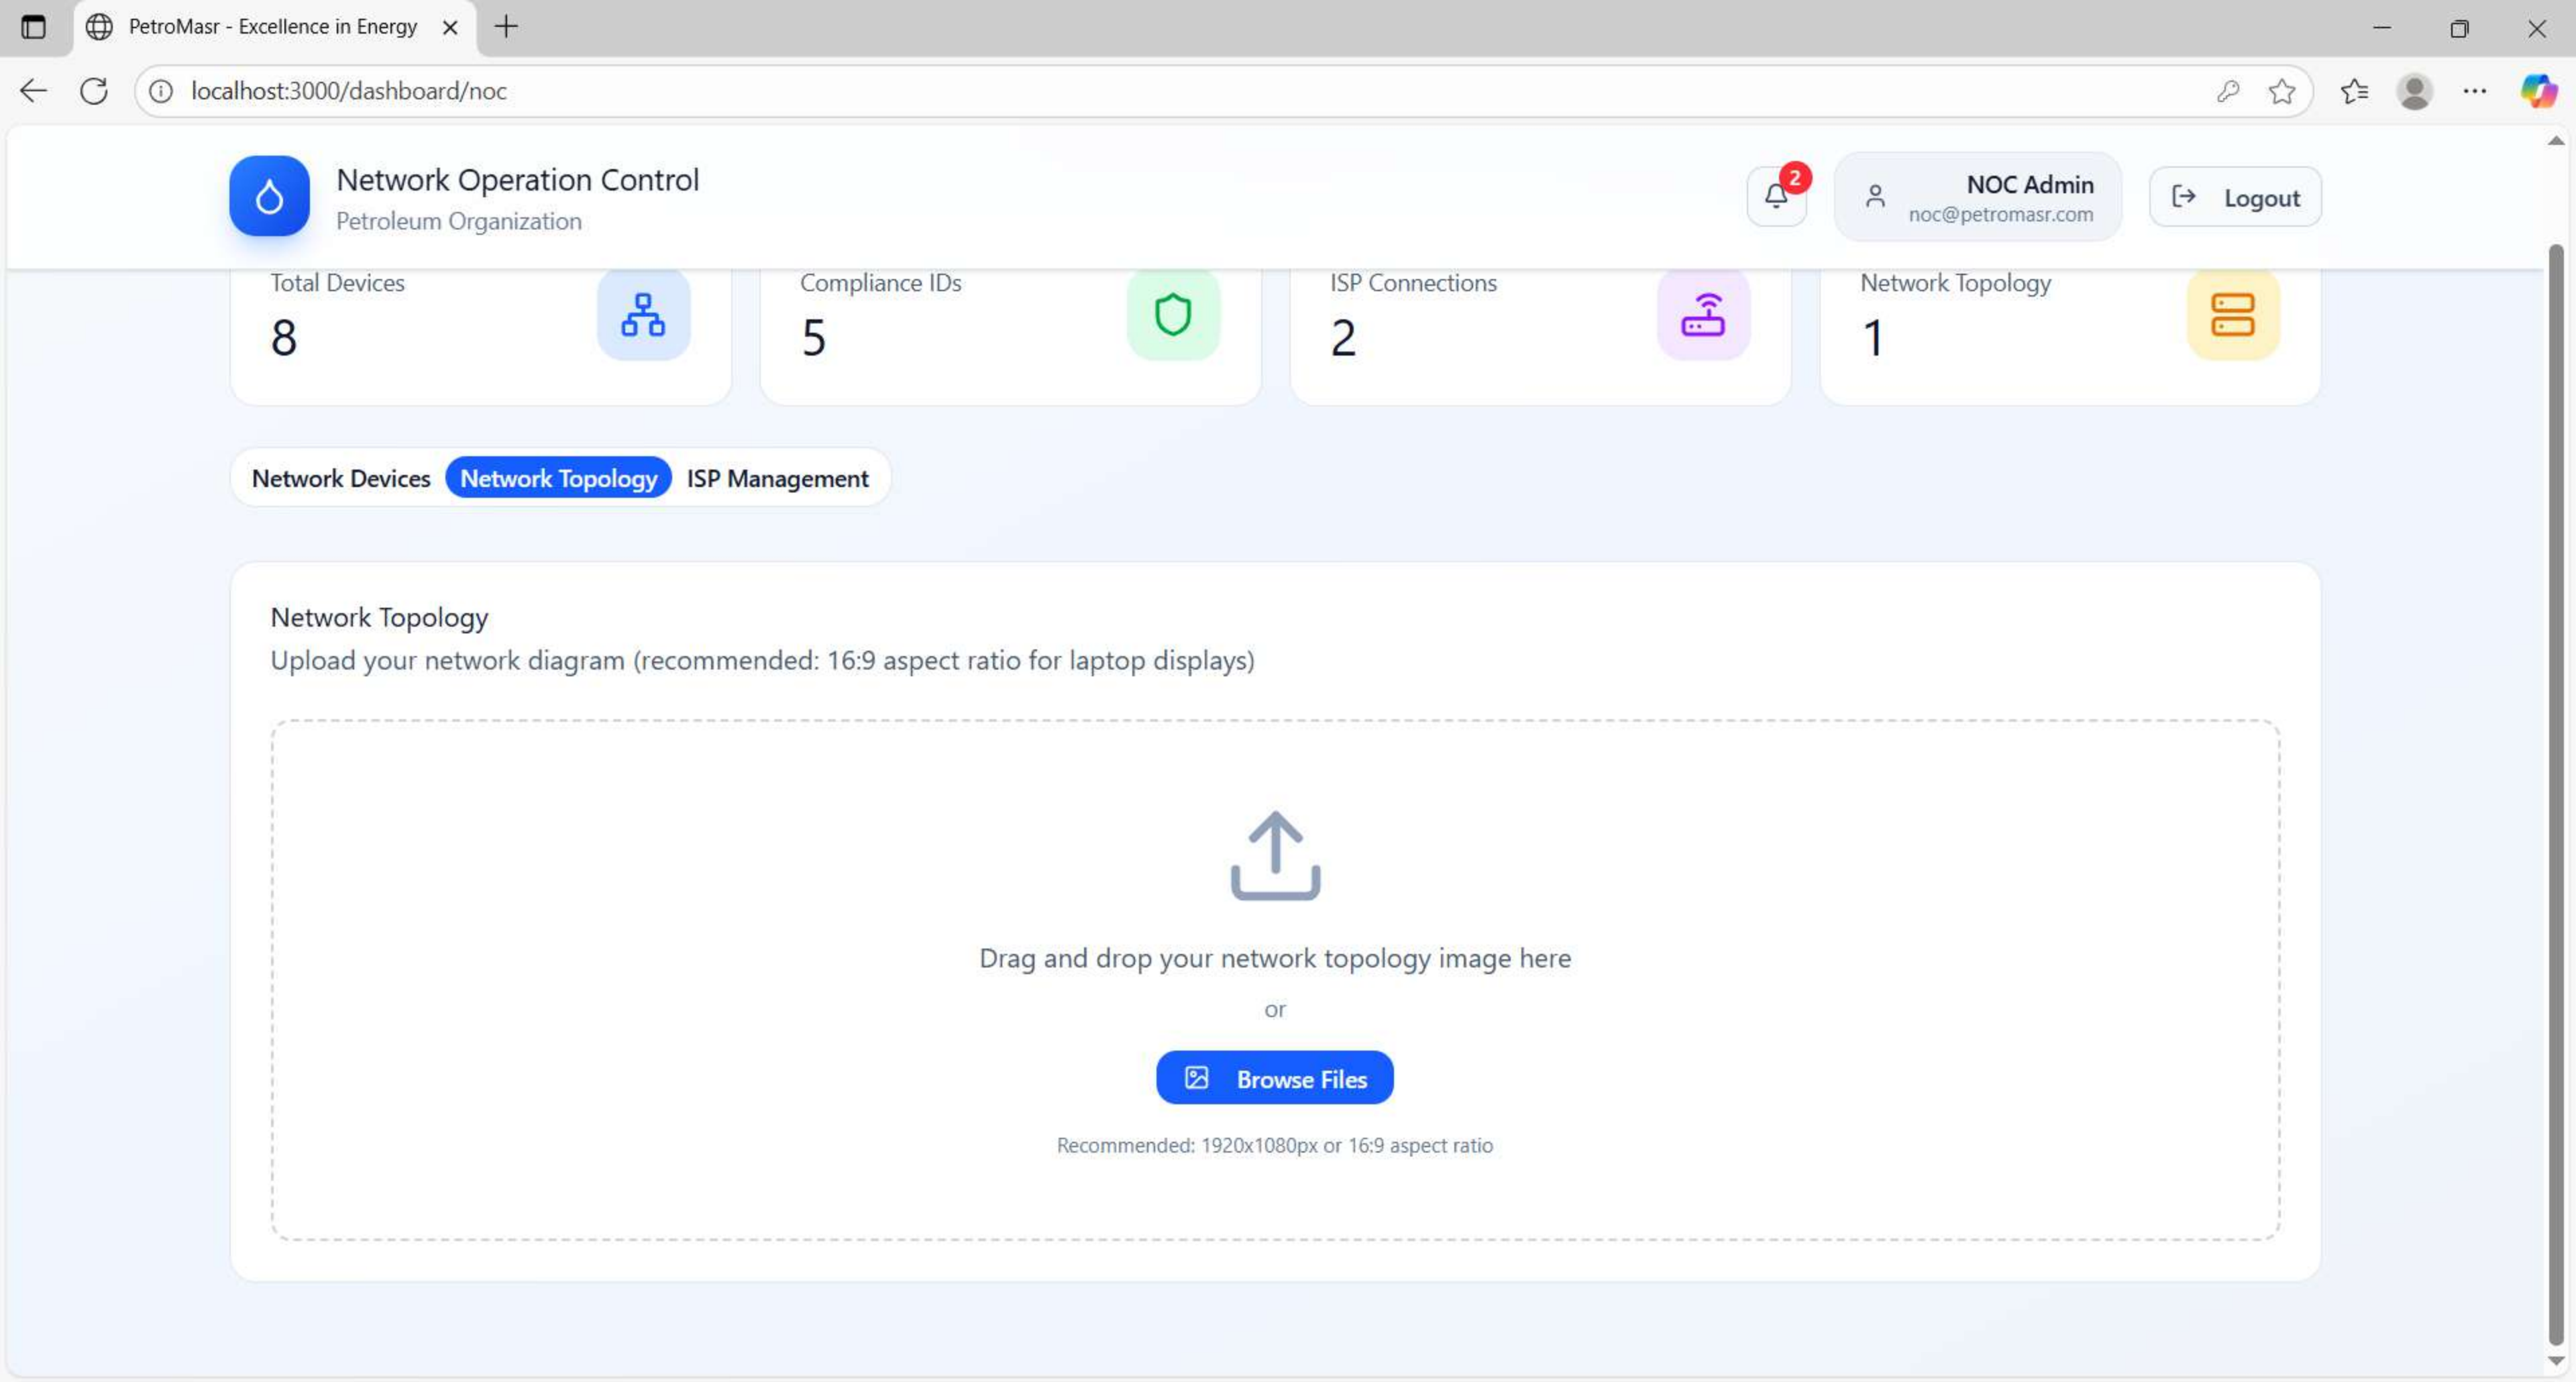 PetroMasr - Excellence in Energy
localhost:3000/dashboard/noc
Network Operation Control
Petroleum Organization
2
NOC Admin
noc@petromasr.com
Logout
Total Devices
8
Compliance IDs
5
ISP Connections
2
Network Topology
1
Network Devices
Network Topology
ISP Management
Network Topology
Upload your network diagram (recommended: 16:9 aspect ratio for laptop displays)
Drag and drop your network topology image here
or
Browse Files
Recommended: 1920x1080px or 16:9 aspect ratio